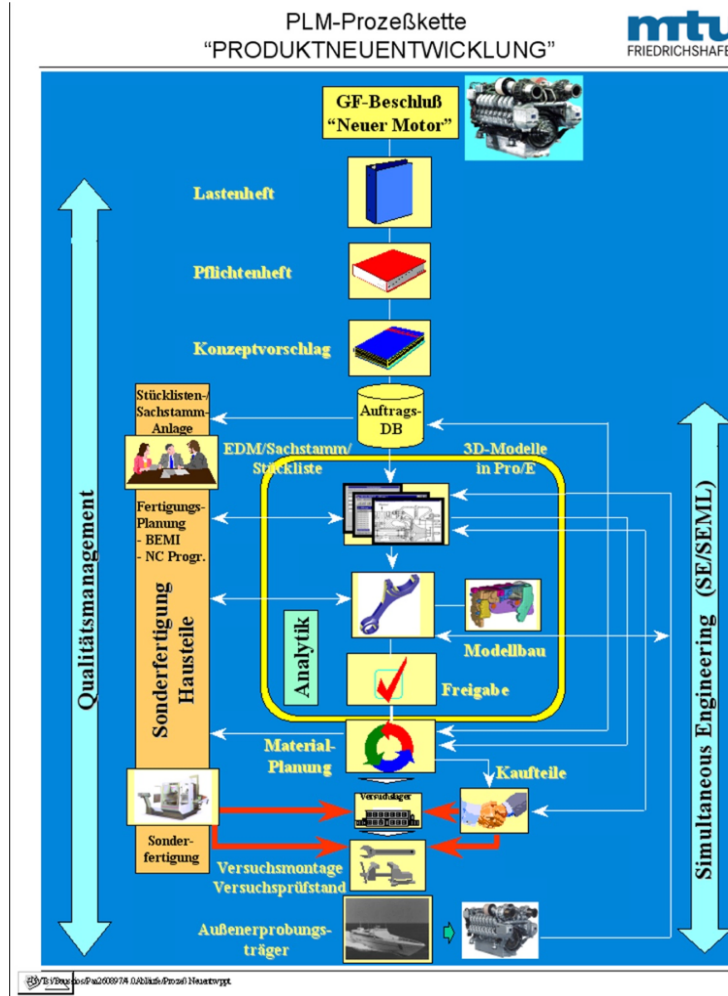 PLM-Prozeßkette
“PRODUKTNEUENTWICKLUNG”
mtu
FRIEDRICHSHAFE
GF-Beschluß
“Neuer Motor”
Lastenheft
Pflichtenheft
Konzeptvorschlag
Stücklisten-/
Sachstamm-
Anlage
Auftrags-
DB
EDM/Sachstamm/
Stückliste
3D-Modelle
in Pro/E
Fertigungs-
Planung
- BEMI
- NC Progr.
Sonderfertigung
Hausteile
Analytik
Modellbau
Freigabe
Material-
Planung
Kaufteile
Versuchslager
Sonder-
fertigung
Versuchsmontage
Versuchsprüfstand
Außenerprobungs-
träger
Qualitätsmanagement
Simultaneous Engineering (SE/SEML)